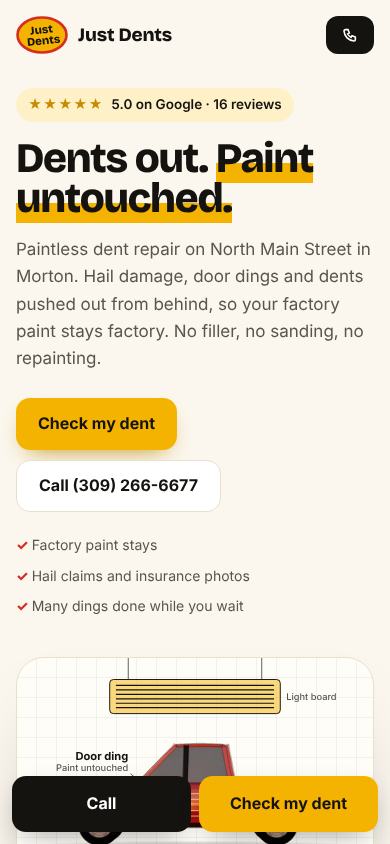 Just
Dents
Just Dents
★★★★★ 5.0 on Google · 16 reviews
Dents out. Paint
untouched.
Paintless dent repair on North Main Street in
Morton. Hail damage, door dings and dents
pushed out from behind, so your factory
paint stays factory. No filler, no sanding, no
repainting.
Check my dent
Call (309) 266-6677
✓ Factory paint stays
✓ Hail claims and insurance photos
✓ Many dings done while you wait
Light board
Door ding
Paint untouched
Call
Check my dent